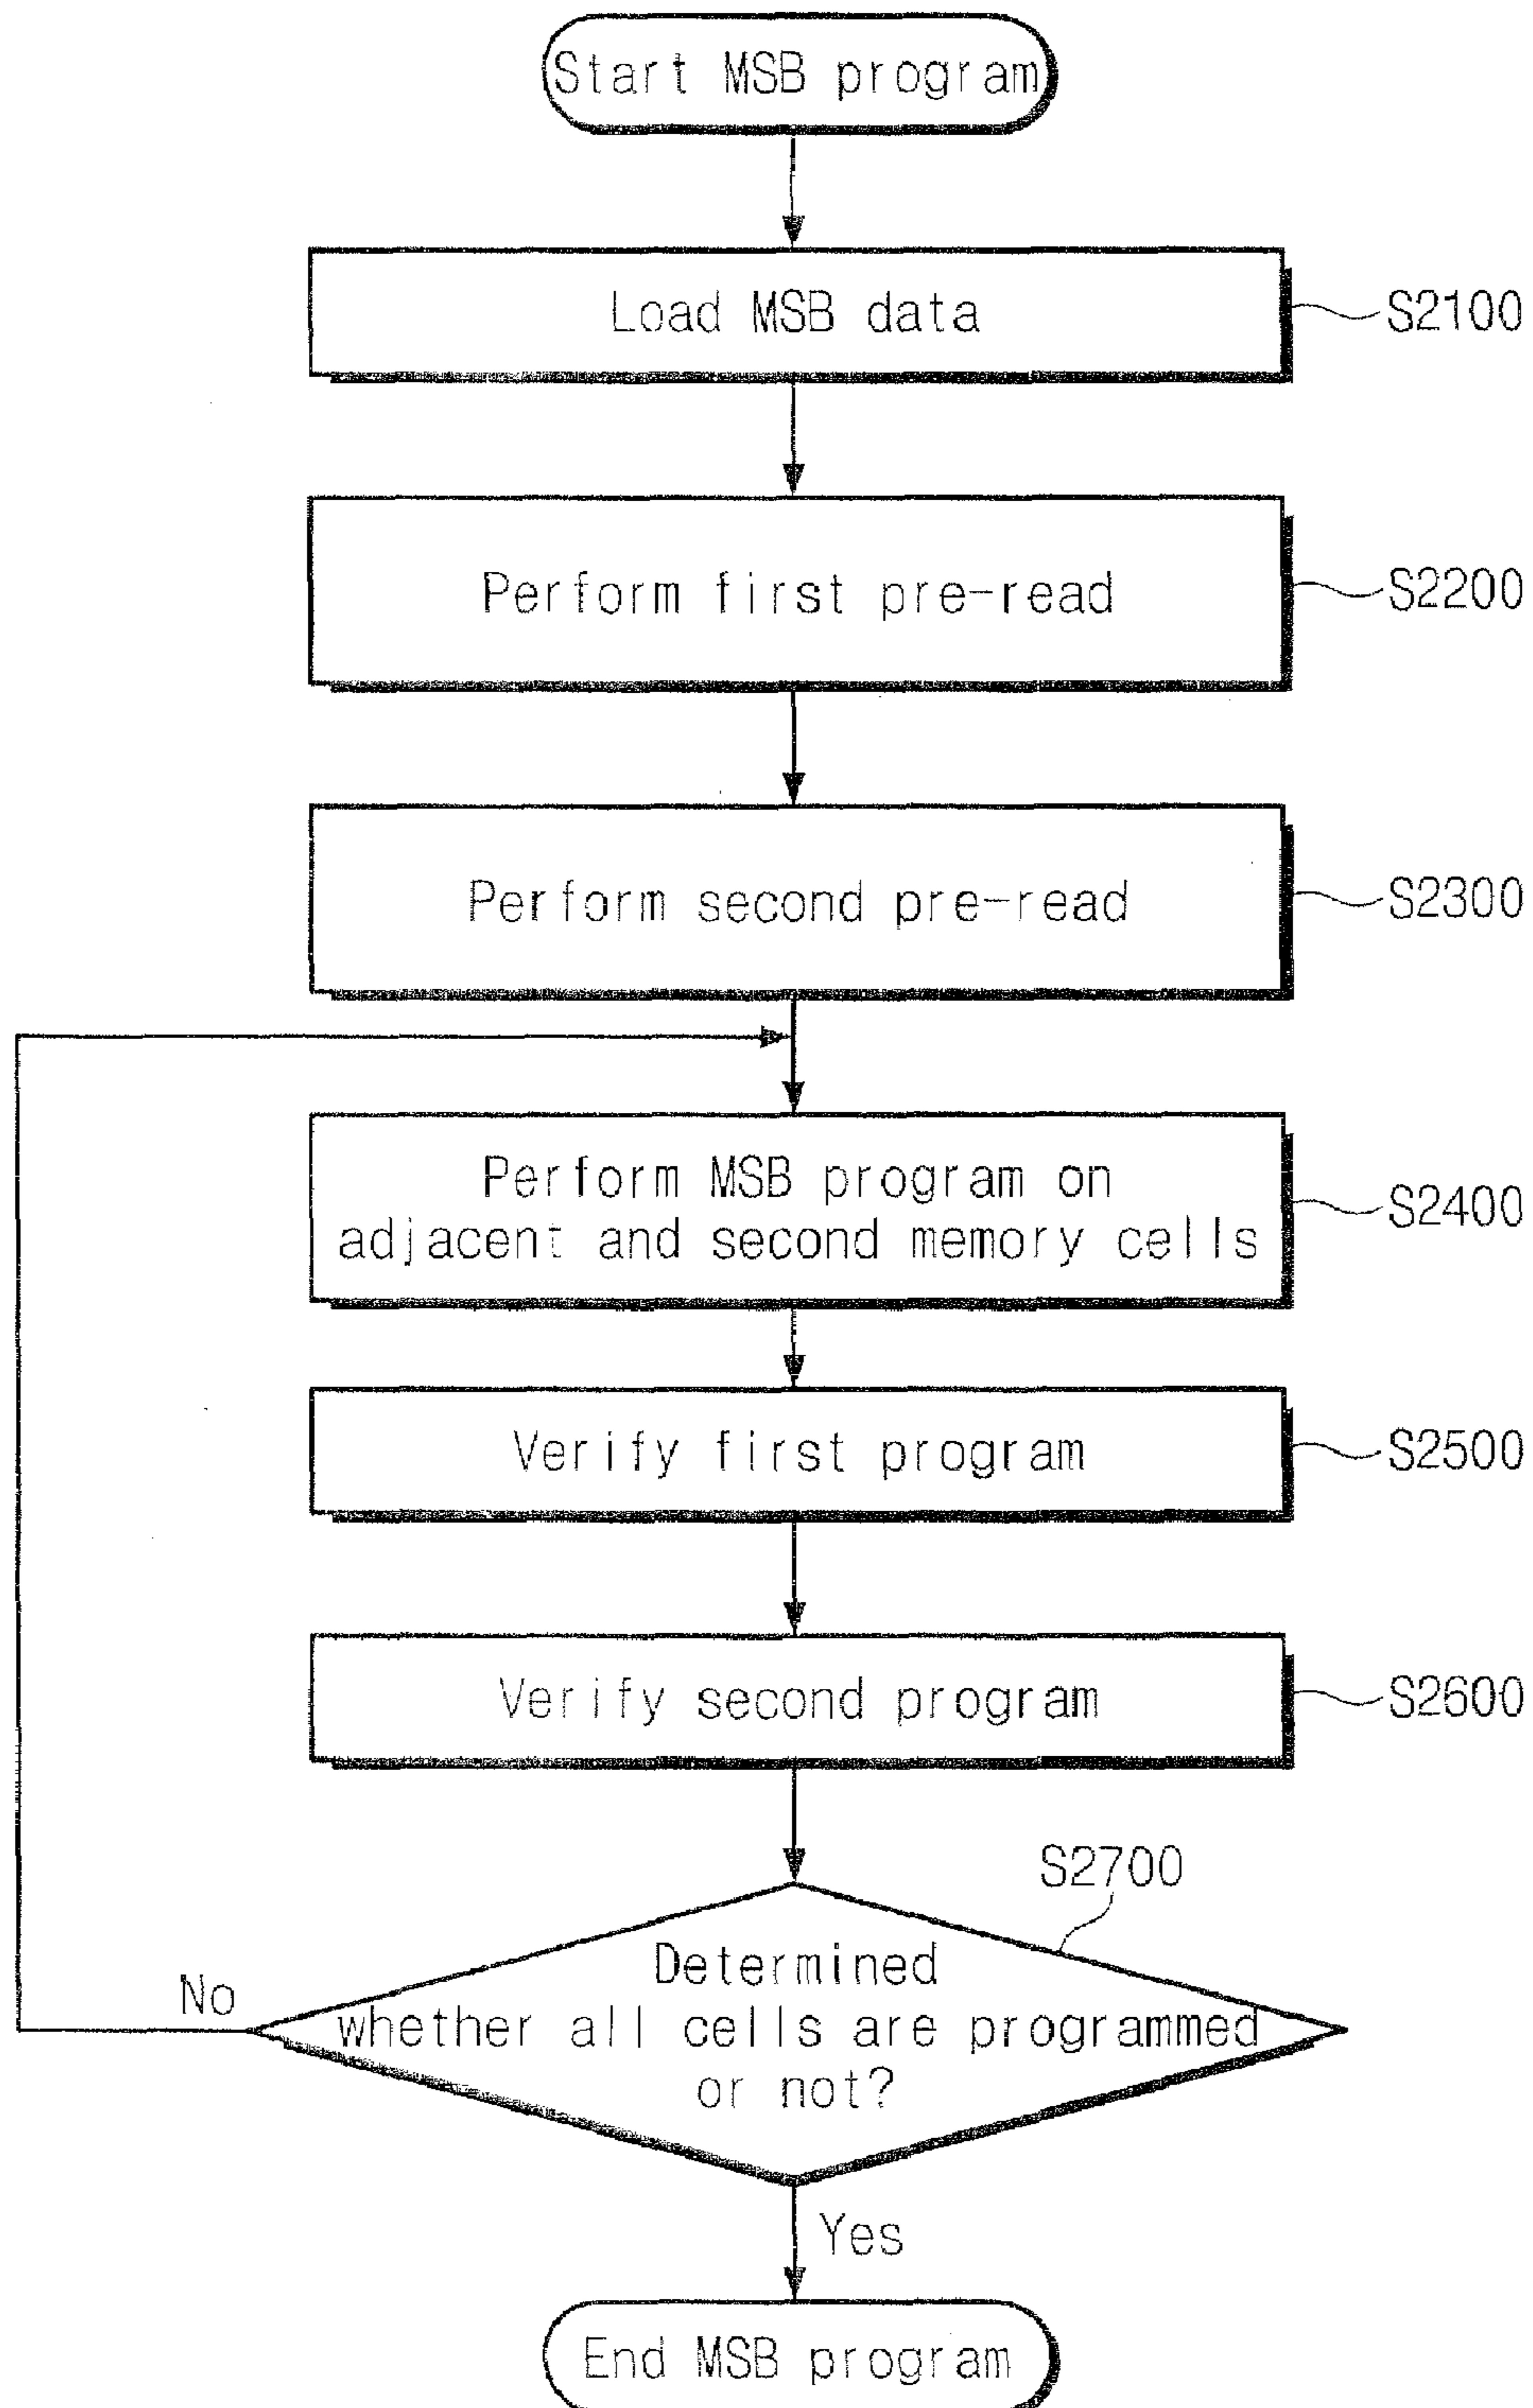 Start MSB program
Load MSB data
S2100
Perform first pre-read
S2200
Perform second pre-read
S2300
Perform MSB program on
adjacent and second memory cells
S2400
Verify first program
S2500
Verify second program
S2600
S2700
Determined
whether all cells are programmed
or not?
No
Yes
End MSB program